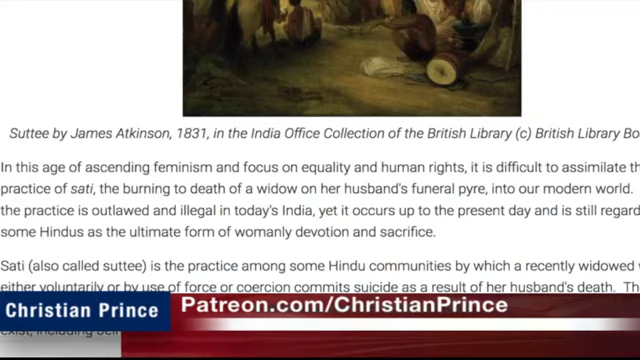 Suttee by James Atkinson, 1831, in the India Office Collection of the British Library (c) British Library Bo
In this age of ascending feminism and focus on equality and human rights, it is difficult to assimilate th
practice of sati, the burning to death of a widow on her husband's funeral pyre, into our modern world.
the practice is outlawed and illegal in today's India, yet it occurs up to the present day and is still regard
some Hindus as the ultimate form of womanly devotion and sacrifice.
Sati (also called suttee) is the practice among some Hindu communities by which a recently widowed
either voluntarily or by use of force or coercion commits suicide as a result of her husband's death. Th
Christian Prince
Patreon.com/ChristianPrince